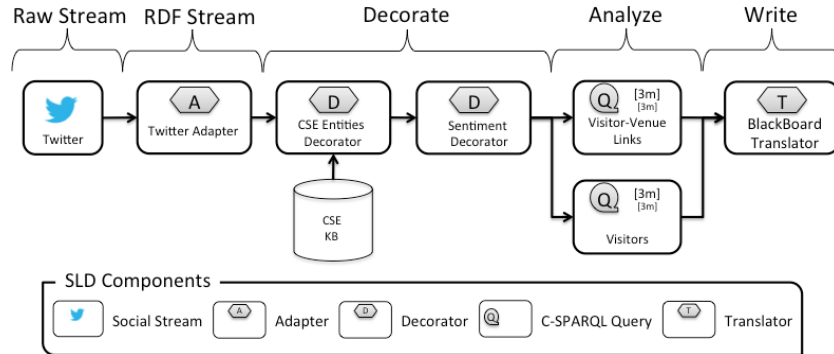 Raw Stream
RDF Stream
Decorate
Analyze
Write
Twitter
A
Twitter Adapter
D
CSE Entities
Decorator
D
Sentiment
Decorator
Q
[3m]
[3m]
Visitor-Venue
Links
T
BlackBoard
Translator
CSE
KB
Q
[3m]
[3m]
Visitors
SLD Components
Social Stream
A
Adapter
D
Decorator
Q
C-SPARQL Query
T
Translator